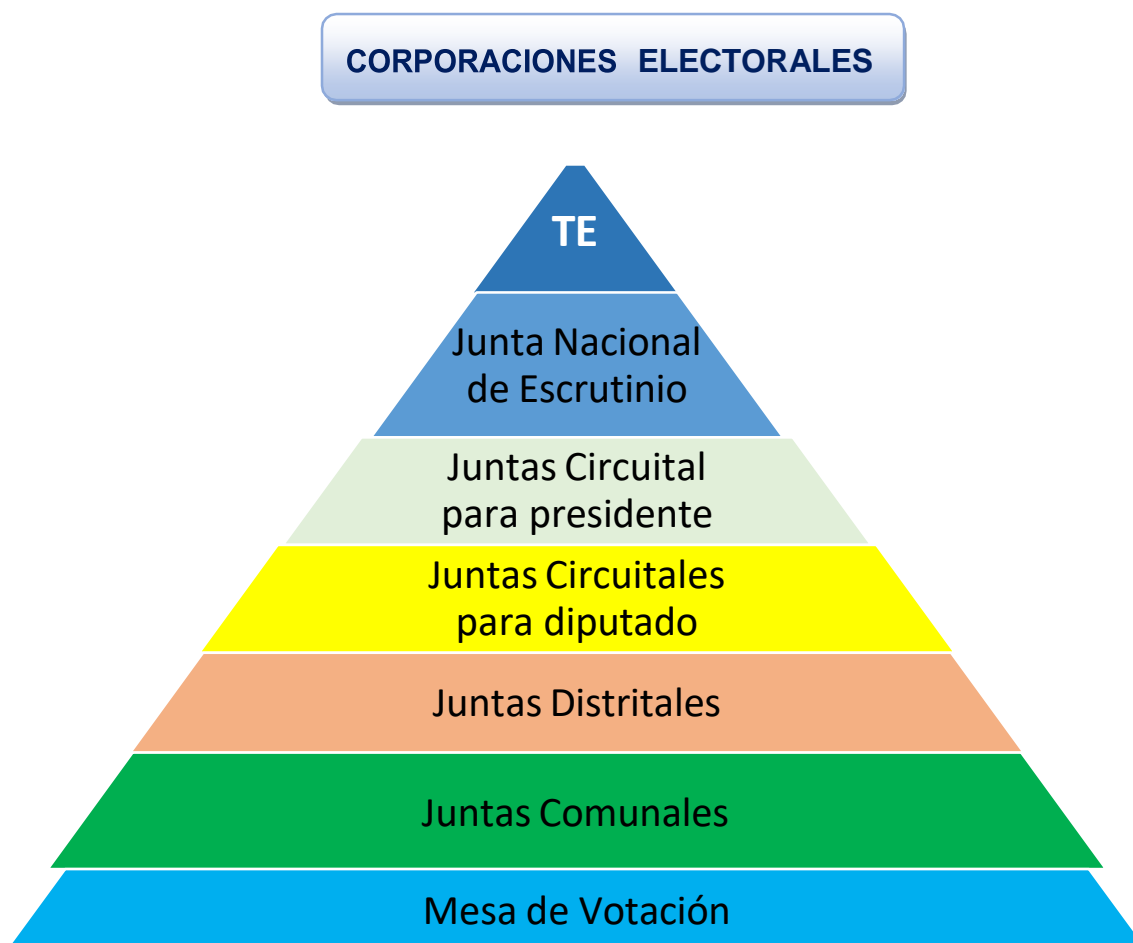 CORPORACIONES ELECTORALES
TE
Junta Nacional
de Escrutinio
Juntas Circuital
para presidente
Juntas Circuitales
para diputado
Juntas Distritales
Juntas Comunales
Mesa de Votación